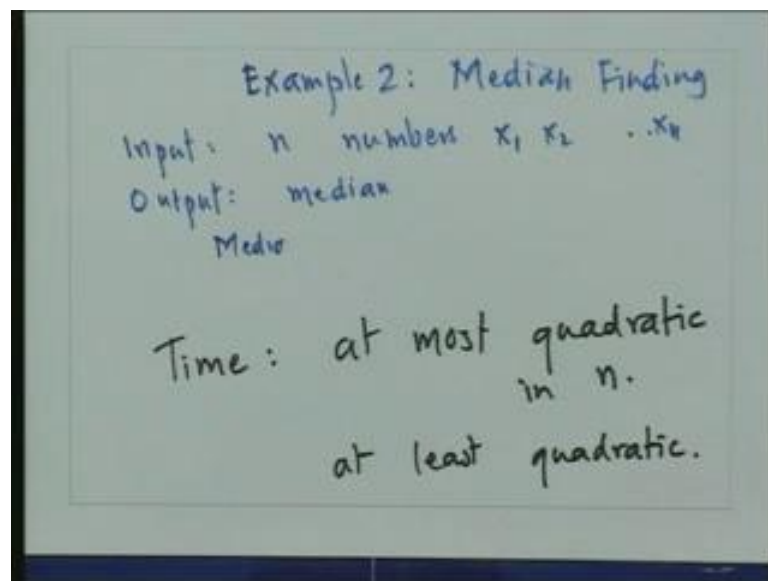 Example 2: Median Finding
Input: n numbers x₁ x₂ ..xₙ
Output: median
Medio
Time: at most quadratic
in n.
at least quadratic.